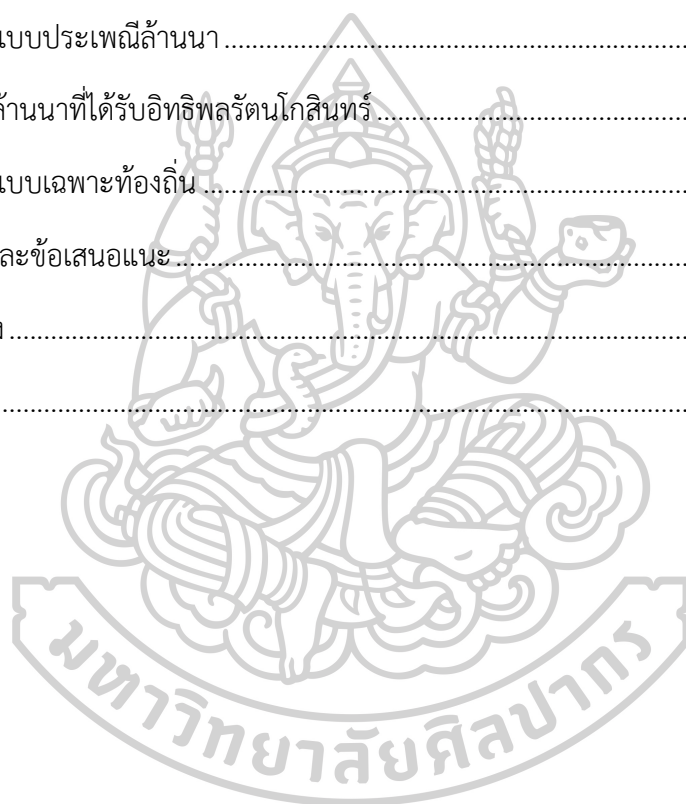 แบบประเพณีล้านนา ........................................................................
ล้านนาที่ได้รับอิทธิพลรัตนโกสินทร์ ................................................
แบบเฉพาะท้องถิ่น ..........................................................................
ละข้อเสนอแนะ ..............................................................................
..........................................................................................................
..........................................................................................................
มหาวิทยาลัยศิลปากร